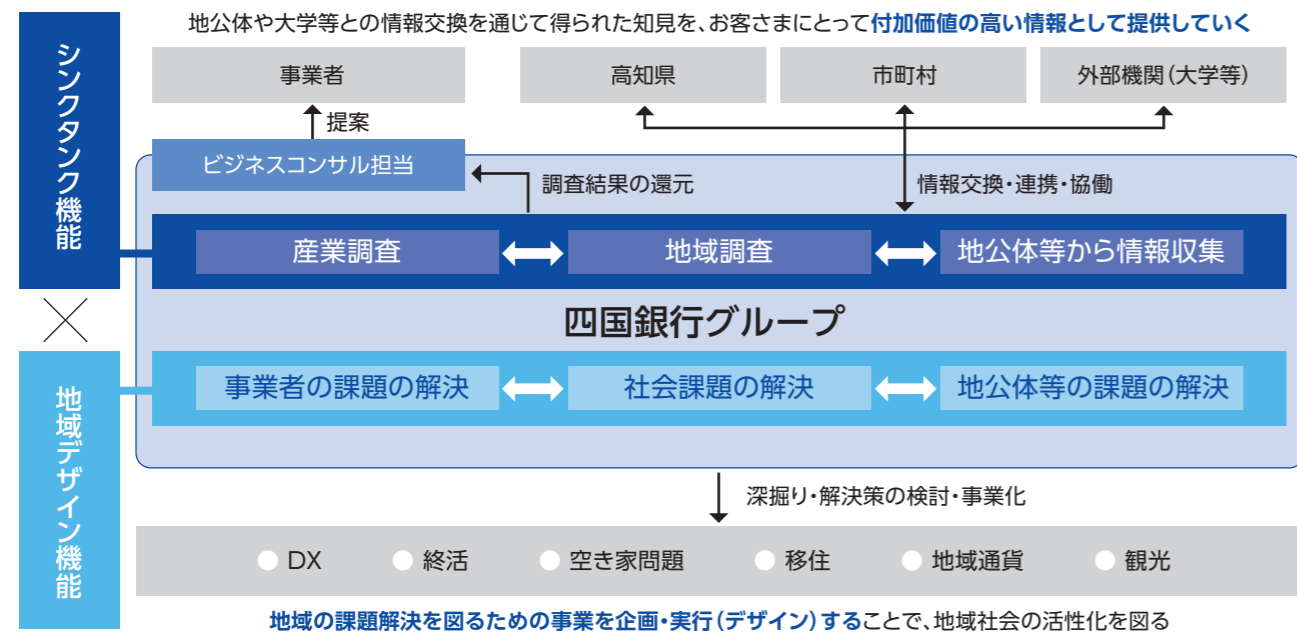 地公体や大学等との情報交換を通じて得られた知見を、お客さまにとって付加価値の高い情報として提供していく
シンクタンク機能
事業者
高知県
市町村
外部機関(大学等)
提案
ビジネスコンサル担当
調査結果の還元
情報交換・連携・協働
産業調査
地域調査
地公体等から情報収集
四国銀行グループ
地域デザイン機能
事業者の課題の解決
社会課題の解決
地公体等の課題の解決
深掘り・解決策の検討・事業化
DX
終活
空き家問題
移住
地域通貨
観光
地域の課題解決を図るための事業を企画・実行(デザイン)することで、地域社会の活性化を図る